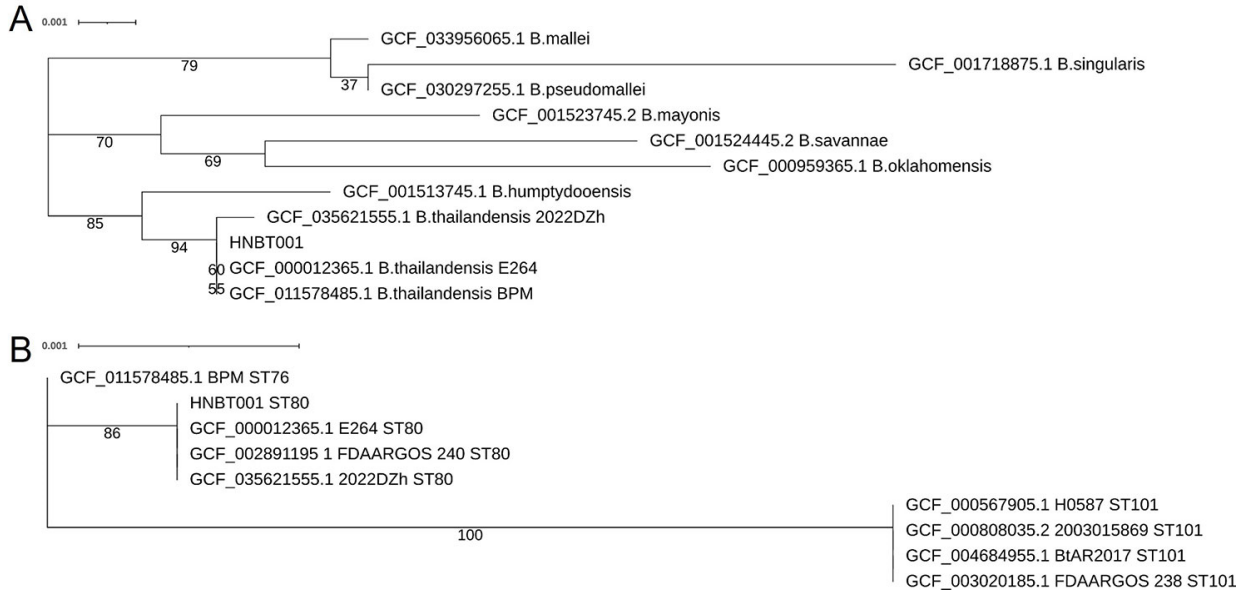 A
0.001
GCF_033956065.1 B.mallei
79
GCF_001718875.1 B.singularis
37
GCF_030297255.1 B.pseudomallei
GCF_001523745.2 B.mayonis
70
GCF_001524445.2 B.savannae
69
GCF_000959365.1 B.oklahomensis
GCF_001513745.1 B.humptydooensis
85
GCF_035621555.1 B.thailandensis 2022DZh
94
HNBT001
60
GCF_000012365.1 B.thailandensis E264
55
GCF_011578485.1 B.thailandensis BPM
B
0.001
GCF_011578485.1 BPM ST76
HNBT001 ST80
86
GCF_000012365.1 E264 ST80
GCF_002891195 1 FDAARGOS 240 ST80
GCF_035621555.1 2022DZh ST80
GCF_000567905.1 H0587 ST101
100
GCF_000808035.2 2003015869 ST101
GCF_004684955.1 BtAR2017 ST101
GCF_003020185.1 FDAARGOS 238 ST101